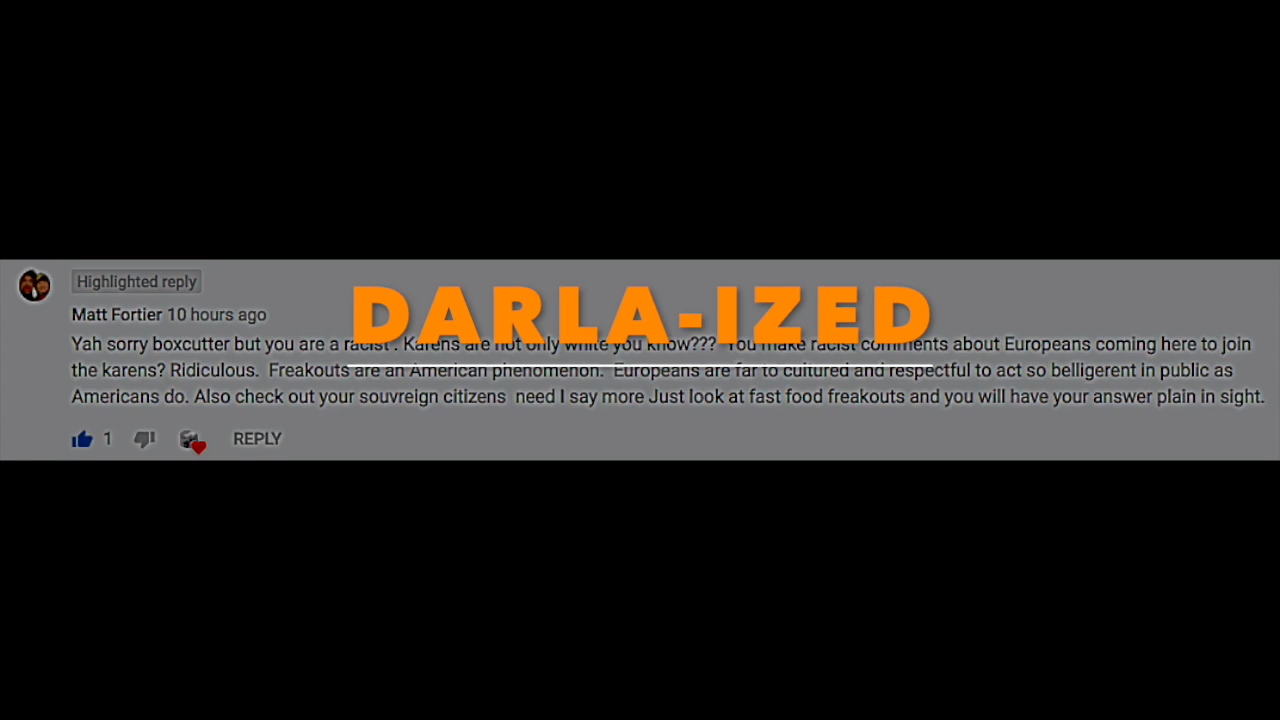 Highlighted reply
DARLA-IZED
Matt Fortier 10 hours ago
Yah sorry boxcutter but you are a racist . Karens are not only white you know??? You make racist comments about Europeans coming here to join
the karens? Ridiculous. Freakouts are an American phenomenon. Europeans are far to cultured and respectful to act so belligerent in public as
Americans do. Also check out your souvreign citizens need I say more Just look at fast food freakouts and you will have your answer plain in sight.
1 REPLY